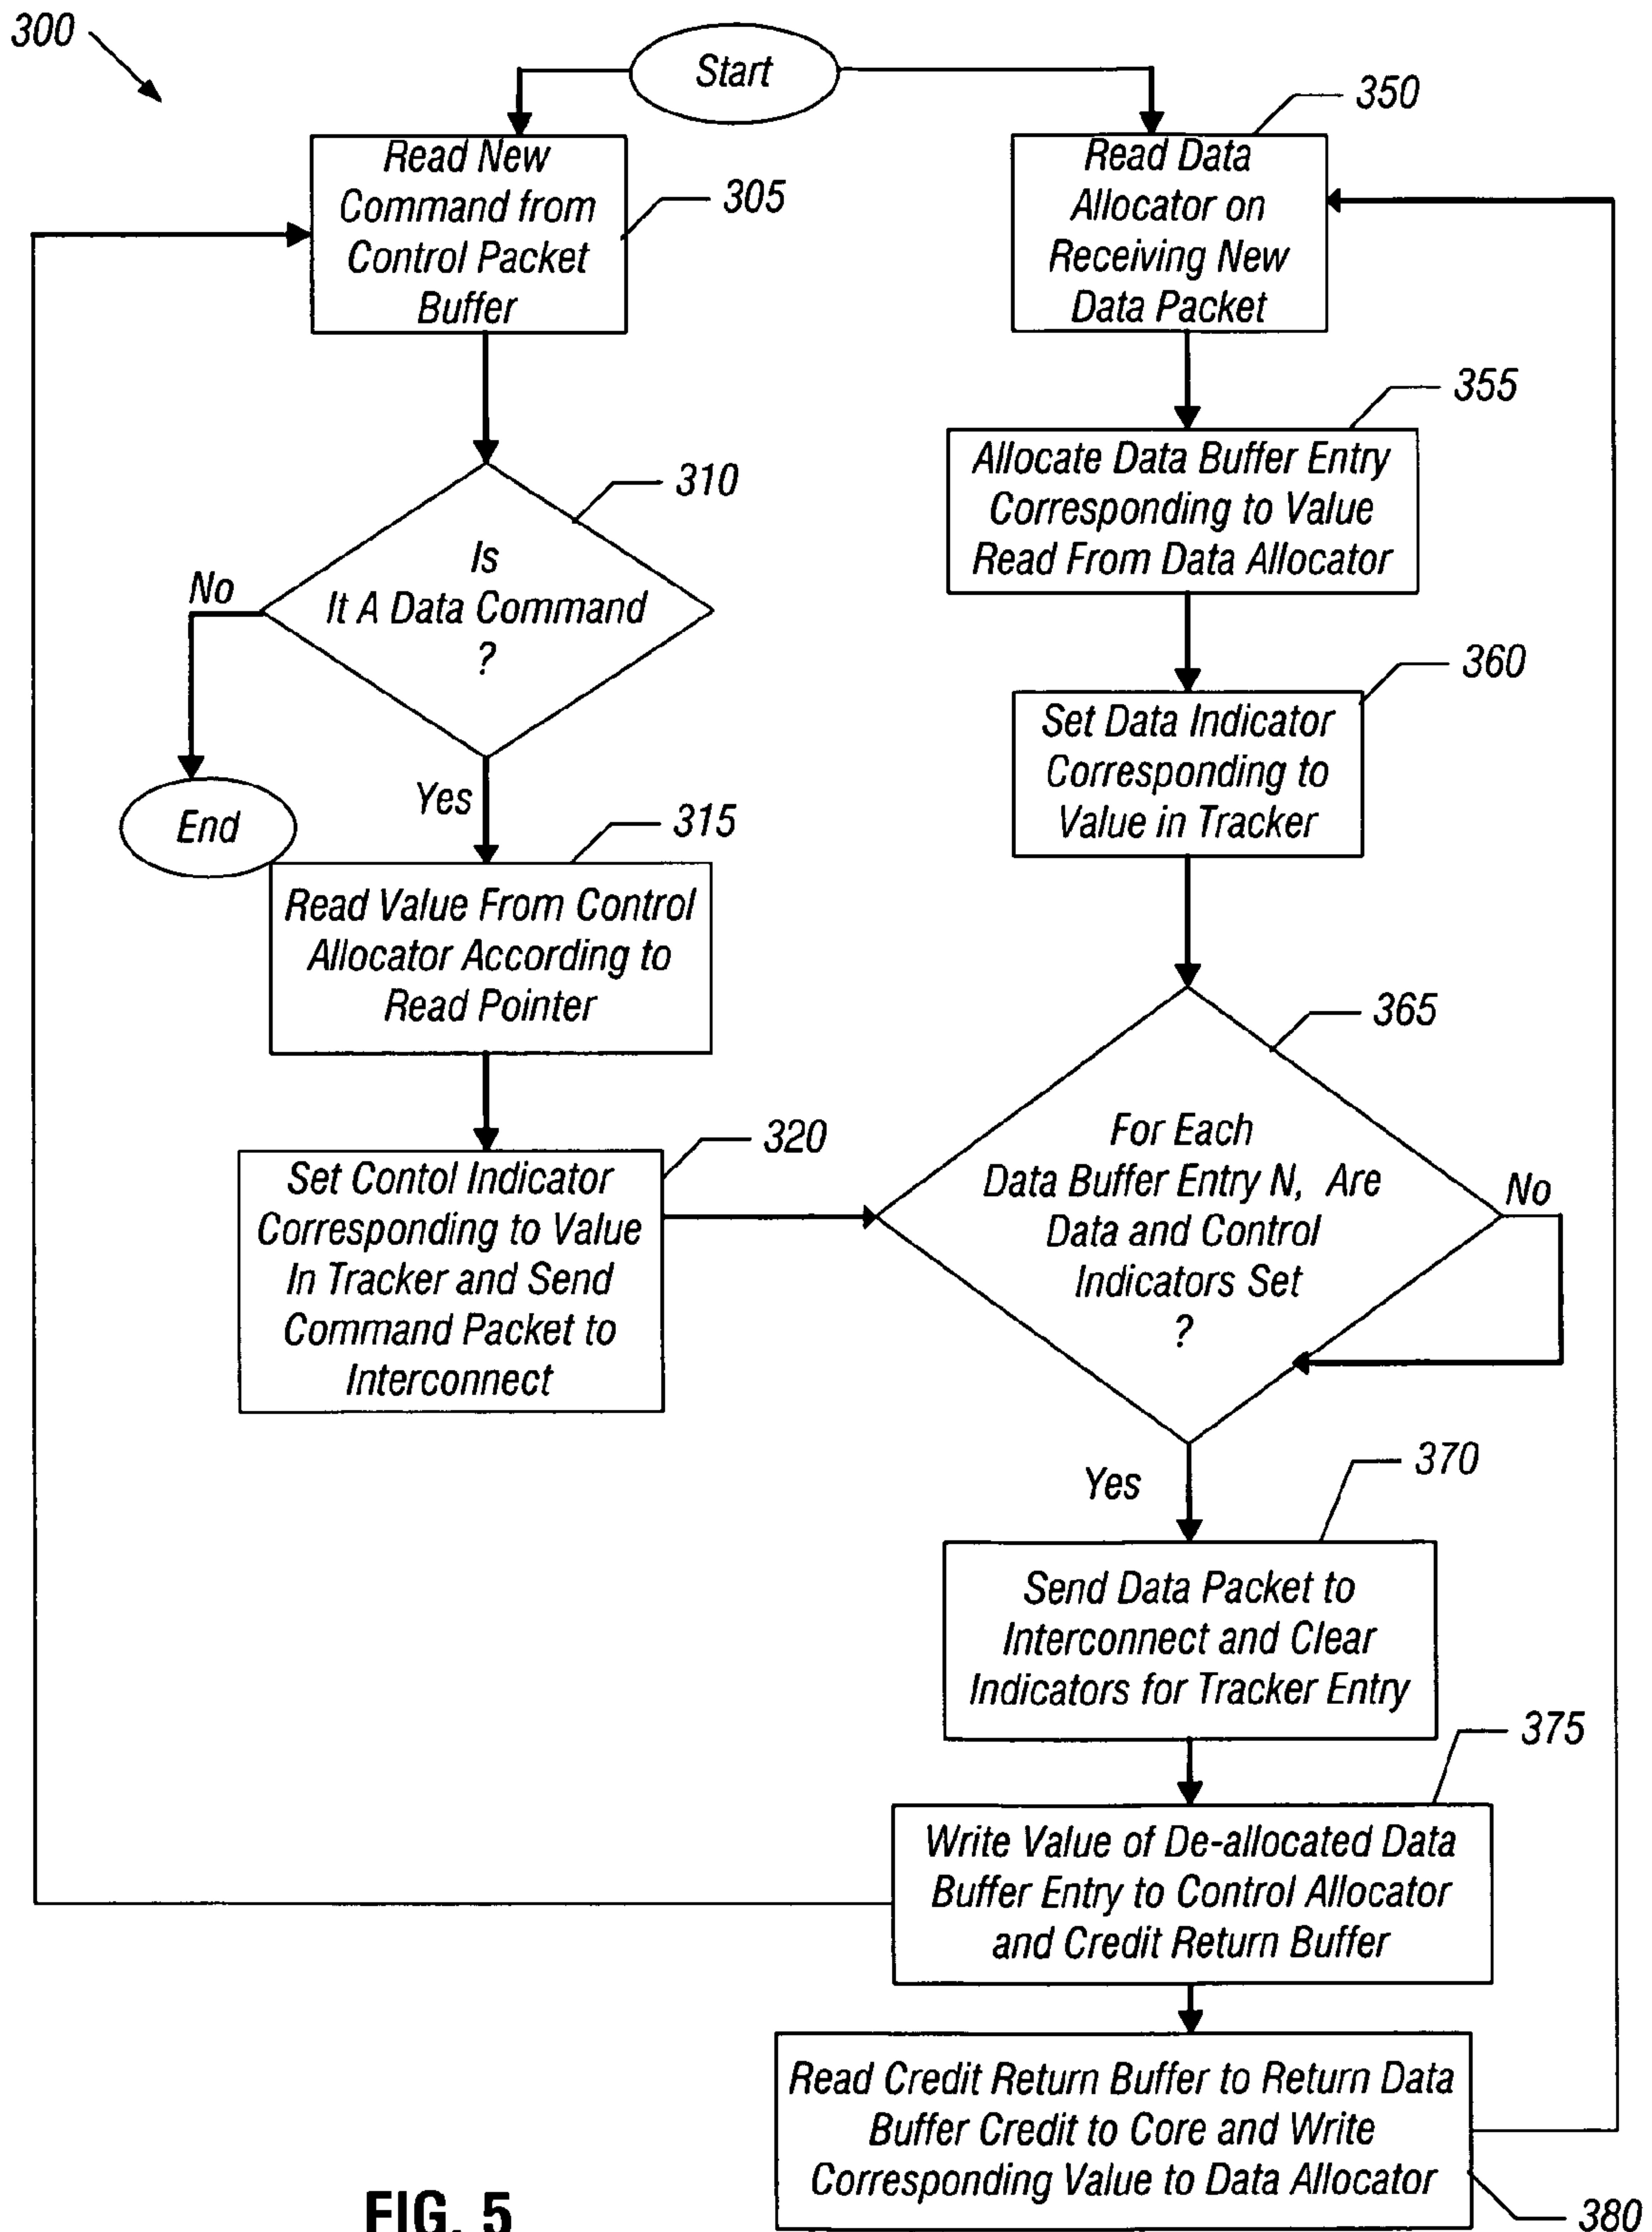 300
Start
Read New
Command from
Control Packet
Buffer
305
350
Read Data
Allocator on
Receiving New
Data Packet
355
Allocate Data Buffer Entry
Corresponding to Value
Read From Data Allocator
310
Is
It A Data Command
?
No
End
Yes
360
Set Data Indicator
Corresponding to
Value in Tracker
315
Read Value From Control
Allocator According to
Read Pointer
320
Set Contol Indicator
Corresponding to Value
In Tracker and Send
Command Packet to
Interconnect
365
For Each
Data Buffer Entry N, Are
Data and Control
Indicators Set
?
No
Yes
370
Send Data Packet to
Interconnect and Clear
Indicators for Tracker Entry
375
Write Value of De-allocated Data
Buffer Entry to Control Allocator
and Credit Return Buffer
Read Credit Return Buffer to Return Data
Buffer Credit to Core and Write
Corresponding Value to Data Allocator
380
FIG. 5